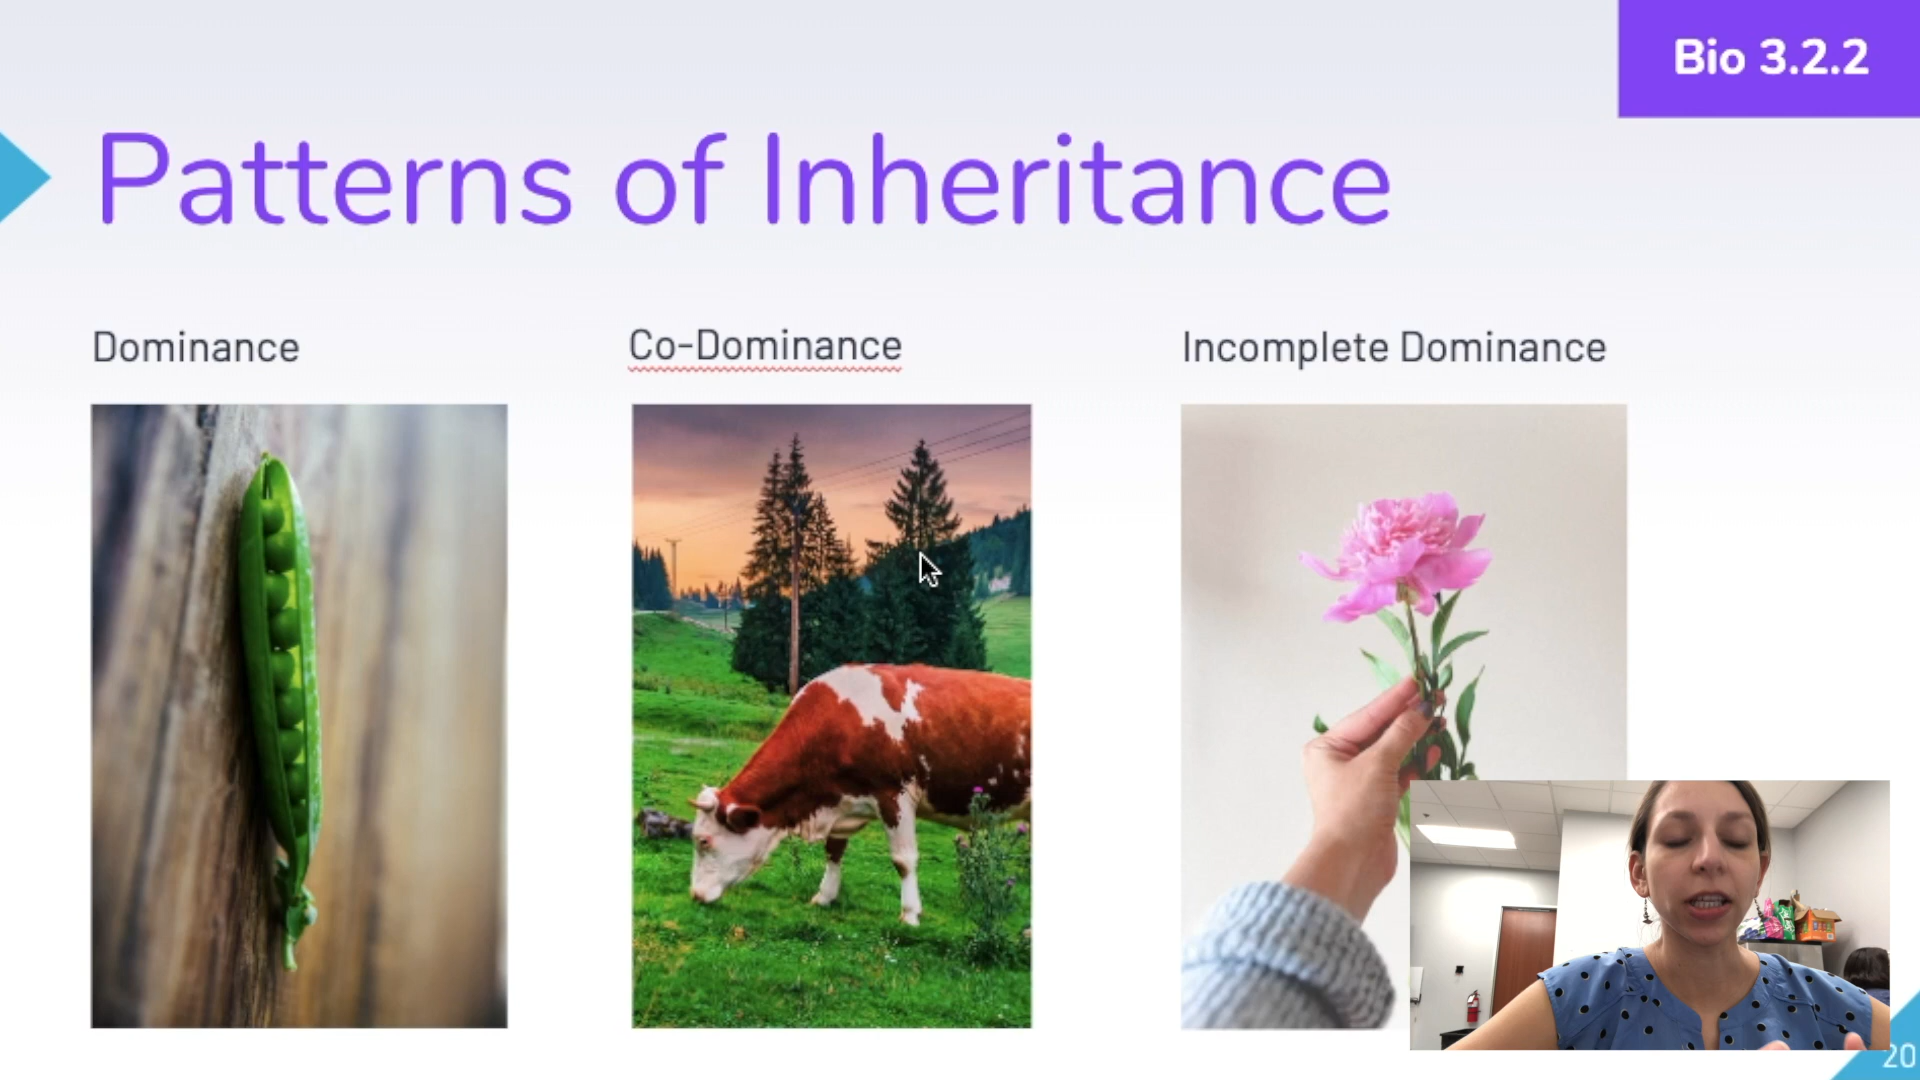 Bio 3.2.2
Patterns of Inheritance
Dominance
Co-Dominance
Incomplete Dominance
20